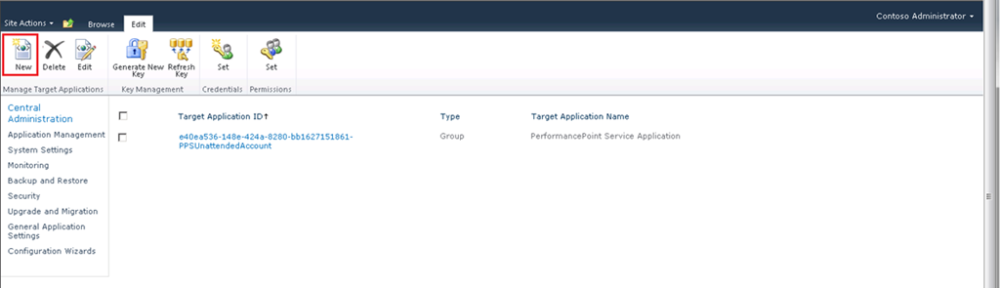 Site Actions
Browse
Edit
Contoso Administrator
New
Delete
Edit
Generate New
Key
Refresh
Key
Set
Set
Manage Target Applications
Key Management
Credentials
Permissions
Central
Administration
Application Management
System Settings
Monitoring
Backup and Restore
Security
Upgrade and Migration
General Application
Settings
Configuration Wizards
Target Application ID↑ Type Target Application Name
e40ea536-148e-424a-8280-bb1627151861- Group PerformancePoint Service Application
PPSUnattendedAccount